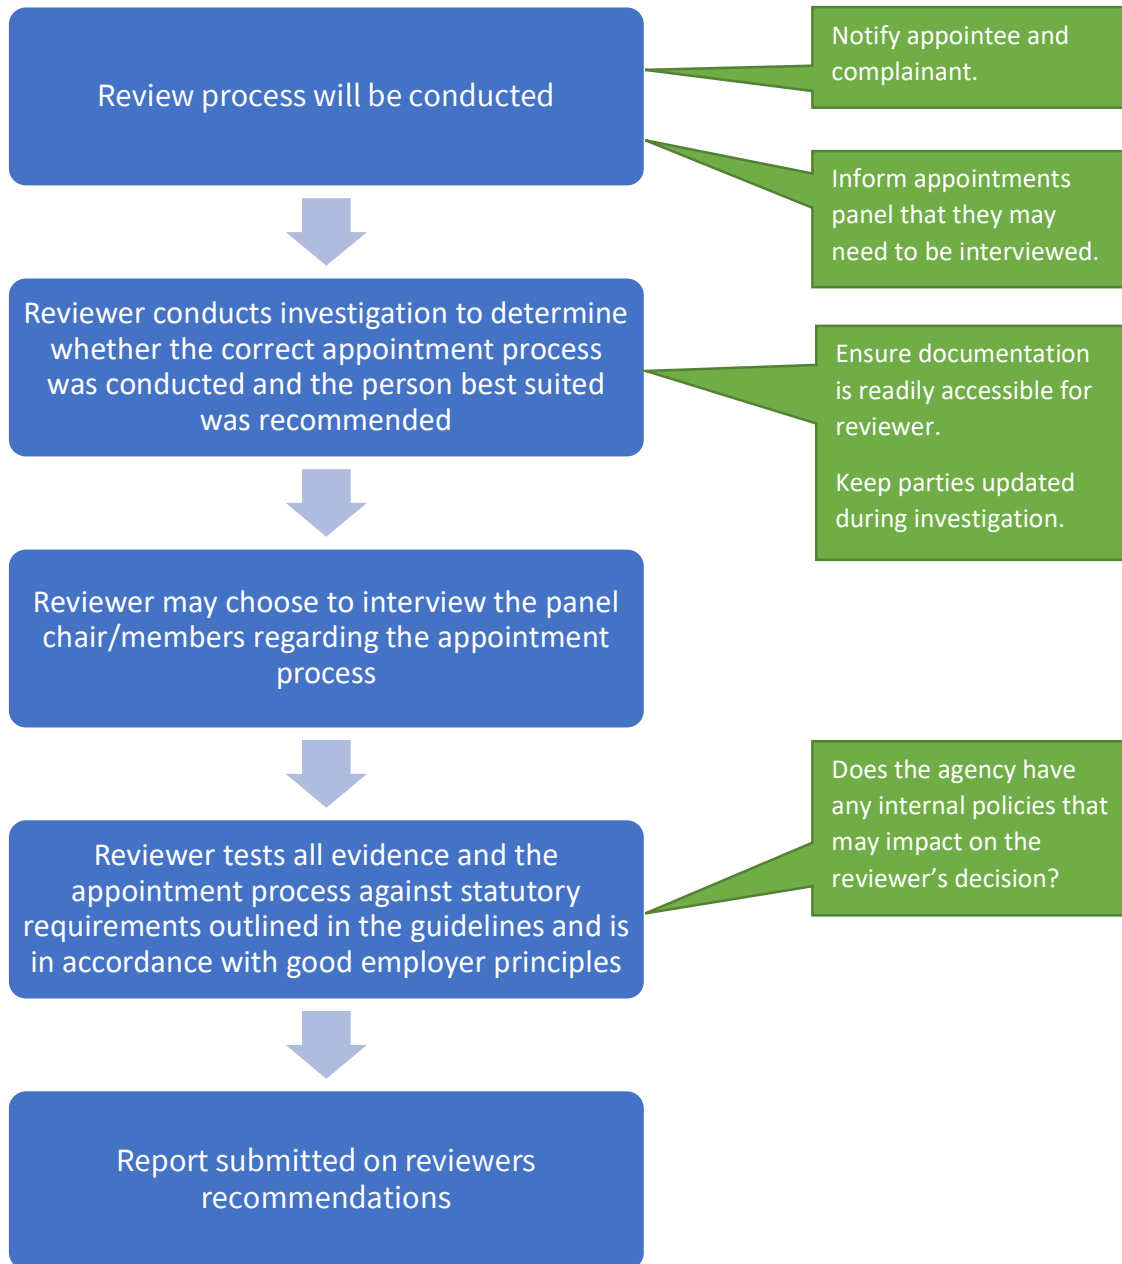 Review process will be conducted
Notify appointee and
complainant.
Inform appointments
panel that they may
need to be interviewed.
Reviewer conducts investigation to determine
whether the correct appointment process
was conducted and the person best suited
was recommended
Ensure documentation
is readily accessible for
reviewer.
Keep parties updated
during investigation.
Reviewer may choose to interview the panel
chair/members regarding the appointment
process
Reviewer tests all evidence and the
appointment process against statutory
requirements outlined in the guidelines and is
in accordance with good employer principles
Does the agency have
any internal policies that
may impact on the
reviewer’s decision?
Report submitted on reviewers
recommendations